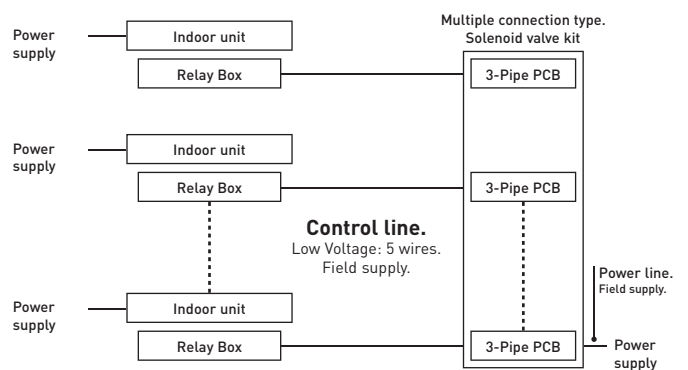 Multiple connection type.
Solenoid valve kit
Power
supply
Indoor unit
Relay Box
3-Pipe PCB
Power
supply
Indoor unit
Relay Box
3-Pipe PCB
Control line.
Low Voltage: 5 wires.
Field supply.
Power line.
Field supply.
Power
supply
Indoor unit
Relay Box
3-Pipe PCB
Power
supply